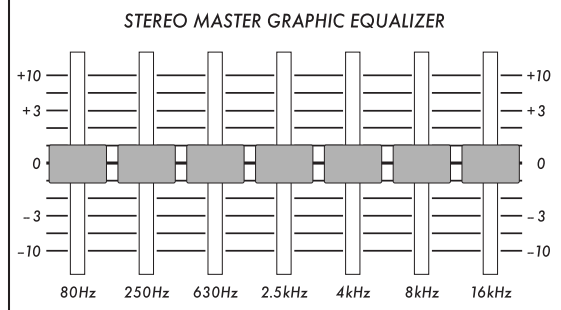 STEREO MASTER GRAPHIC EQUALIZER
+10 +10
+3 +3
0 0
–3 –3
–10 –10
80Hz 250Hz 630Hz 2.5kHz 4kHz 8kHz 16kHz